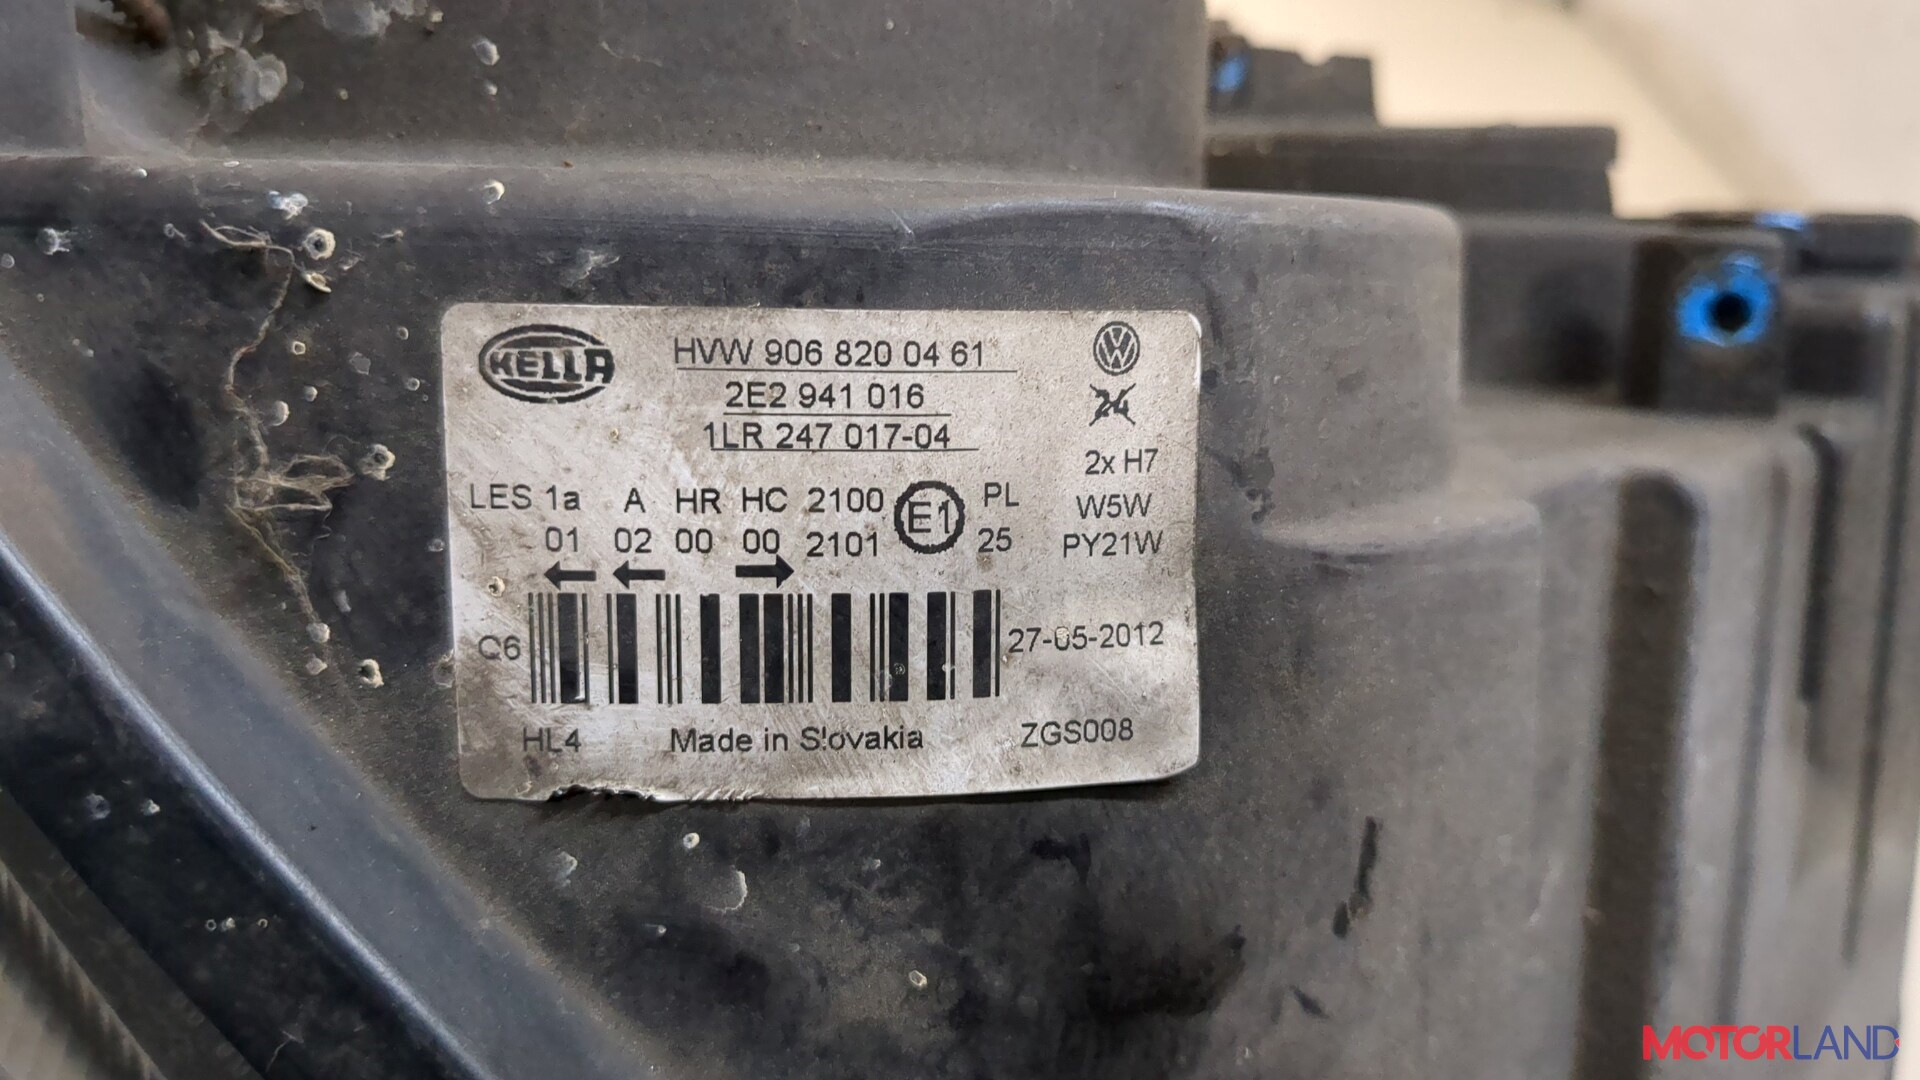 HELLA
HVW 906 820 04 61
2E2 941 016
1LR 247 017-04
24
2x H7
W5W
PY21W
LES 1a A HR HC 2100 E1 PL
01 02 00 00 2101 25
← ← →
C6
27-05-2012
HL4 Made in Slovakia ZGS008
MOTORLAND